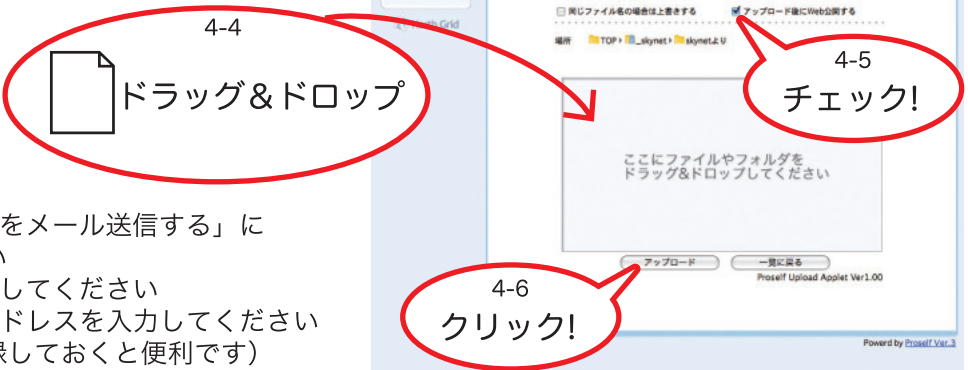 4-4
ドラッグ&ドロップ
North Grid
同じファイル名の場合は上書きする
アップロード後にWeb公開する
場所 TOP › _skynet › skynetより
4-5
チェック!
ここにファイルやフォルダを
ドラッグ&ドロップしてください
をメール送信する」に
い
してください
ドレスを入力してください
録しておくと便利です)
アップロード
一覧に戻る
Proself Upload Applet Ver1.00
4-6
クリック!
Powerd by Proself Ver.3